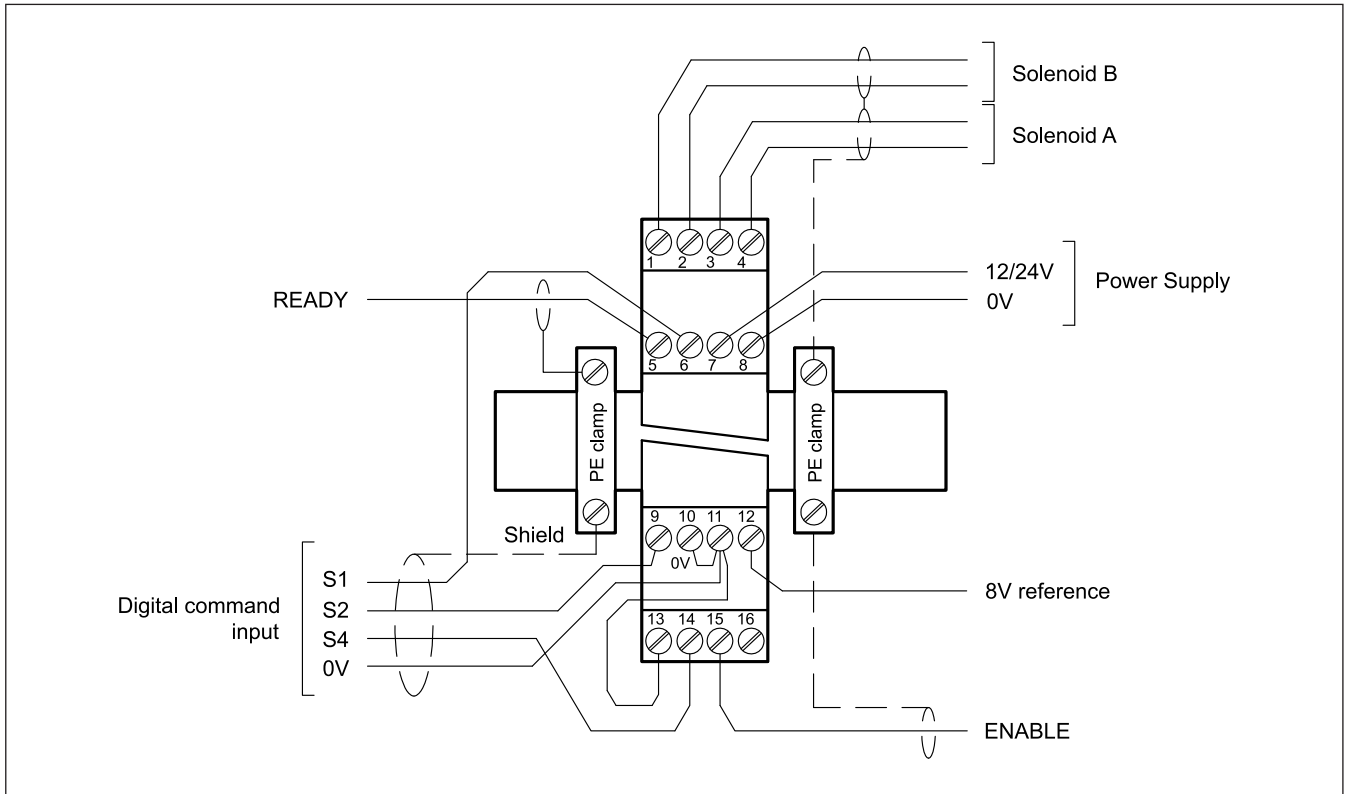 Solenoid B
Solenoid A
1 2 3 4
READY
12/24V
0V
Power Supply
5 6 7 8
PE clamp
PE clamp
9 10 11 12
Shield
0V
Digital command
input
S1
S2
S4
0V
8V reference
13 14 15 16
ENABLE